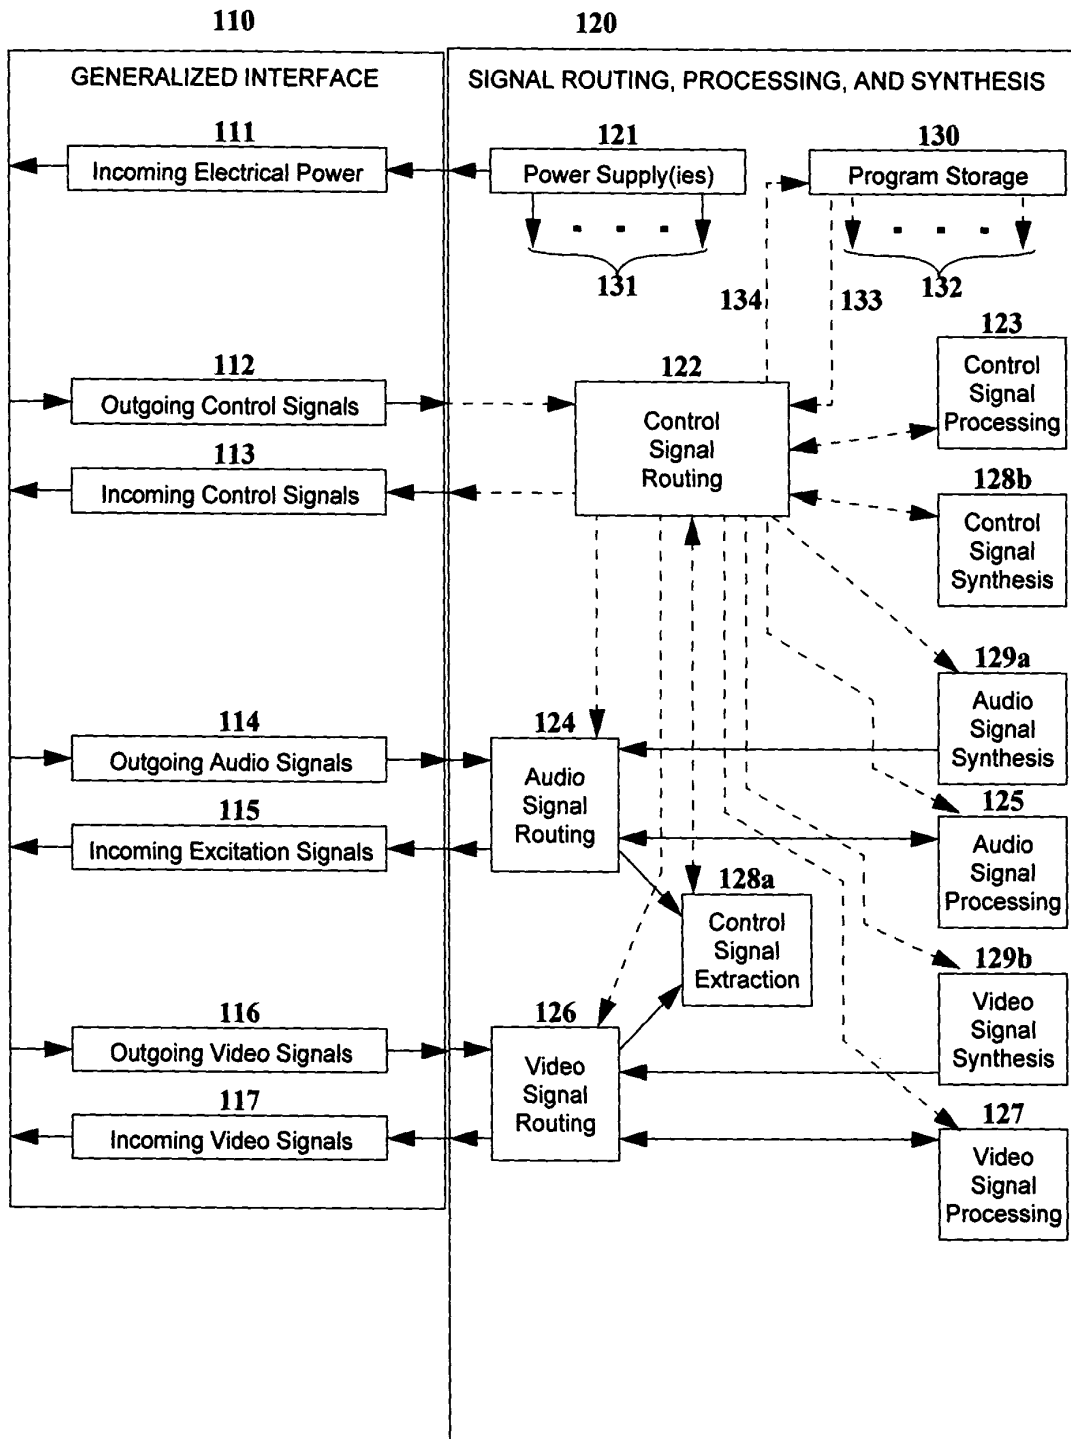 110
120
GENERALIZED INTERFACE
SIGNAL ROUTING, PROCESSING, AND SYNTHESIS
111
Incoming Electrical Power
121
Power Supply(ies)
130
Program Storage
131
134
133
132
112
Outgoing Control Signals
113
Incoming Control Signals
122
Control
Signal
Routing
123
Control
Signal
Processing
128b
Control
Signal
Synthesis
129a
Audio
Signal
Synthesis
114
Outgoing Audio Signals
115
Incoming Excitation Signals
124
Audio
Signal
Routing
125
Audio
Signal
Processing
128a
Control
Signal
Extraction
129b
Video
Signal
Synthesis
116
Outgoing Video Signals
117
Incoming Video Signals
126
Video
Signal
Routing
127
Video
Signal
Processing